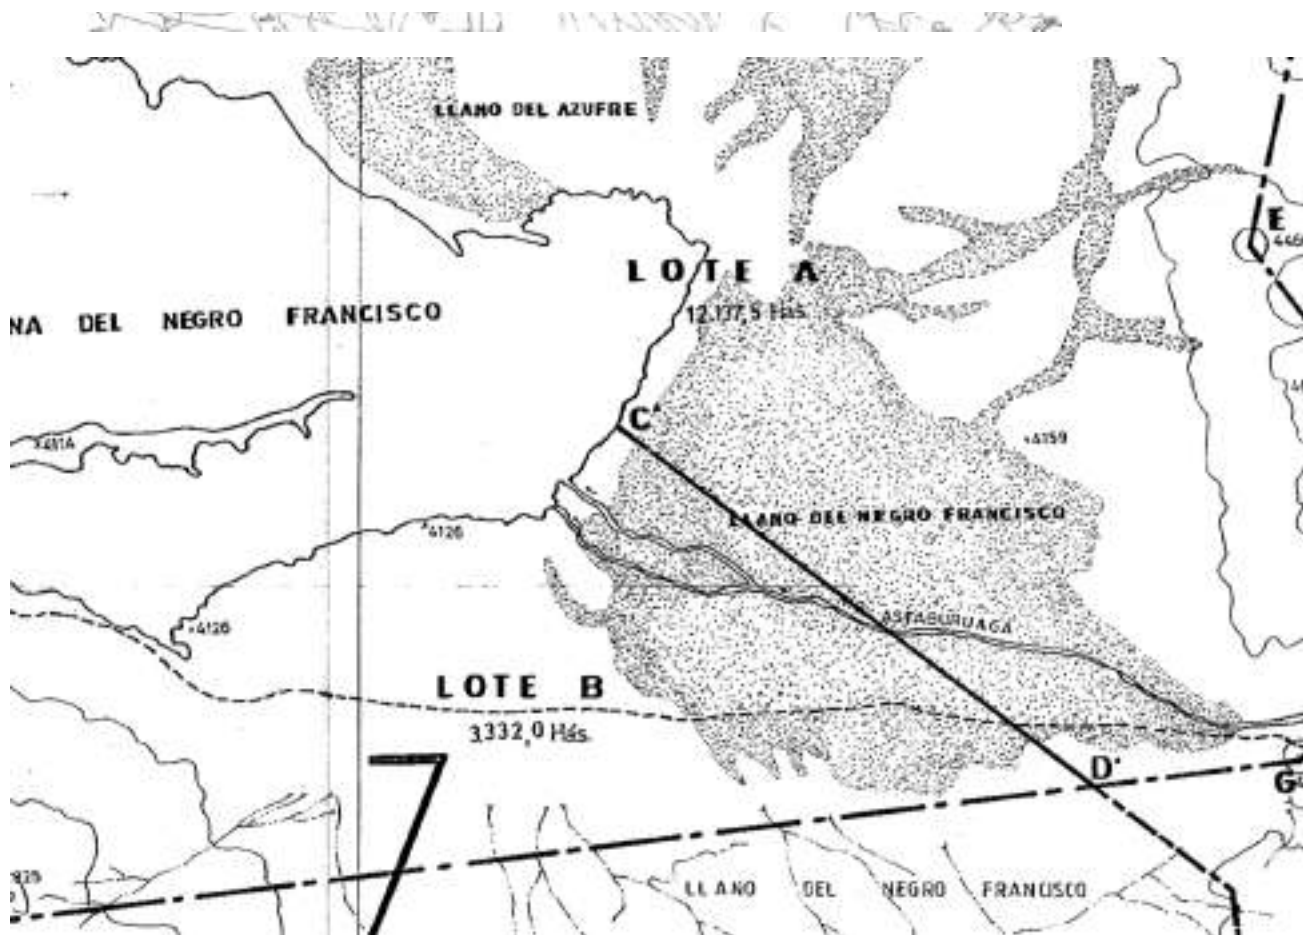 LLANO DEL AZUFRE
E
LOTE A
12.137,5 Hás.
NA DEL NEGRO FRANCISCO
C'
4159
LLANO DEL NEGRO FRANCISCO
4126
ASTABURUAGA
4126
LOTE B
3.332,0 Hás.
7
D'
G
LLANO DEL NEGRO FRANCISCO